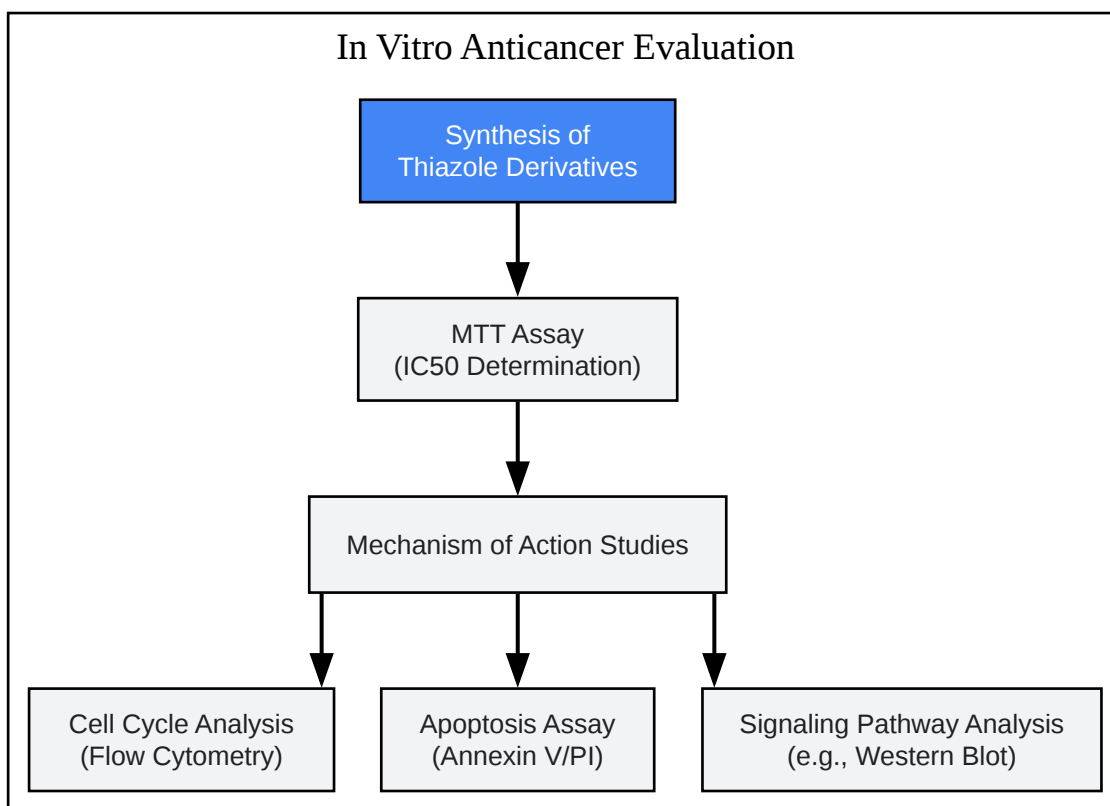 In Vitro Anticancer Evaluation
Synthesis of
Thiazole Derivatives
MTT Assay
(IC50 Determination)
Mechanism of Action Studies
Cell Cycle Analysis
(Flow Cytometry)
Apoptosis Assay
(Annexin V/PI)
Signaling Pathway Analysis
(e.g., Western Blot)